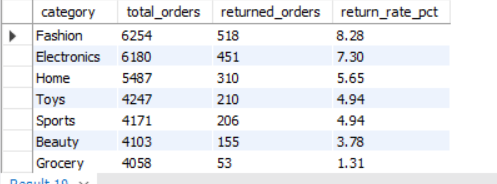 category total_orders returned_orders return_rate_pct
Fashion 6254 518 8.28
Electronics 6180 451 7.30
Home 5487 310 5.65
Toys 4247 210 4.94
Sports 4171 206 4.94
Beauty 4103 155 3.78
Grocery 4058 53 1.31
Result 19